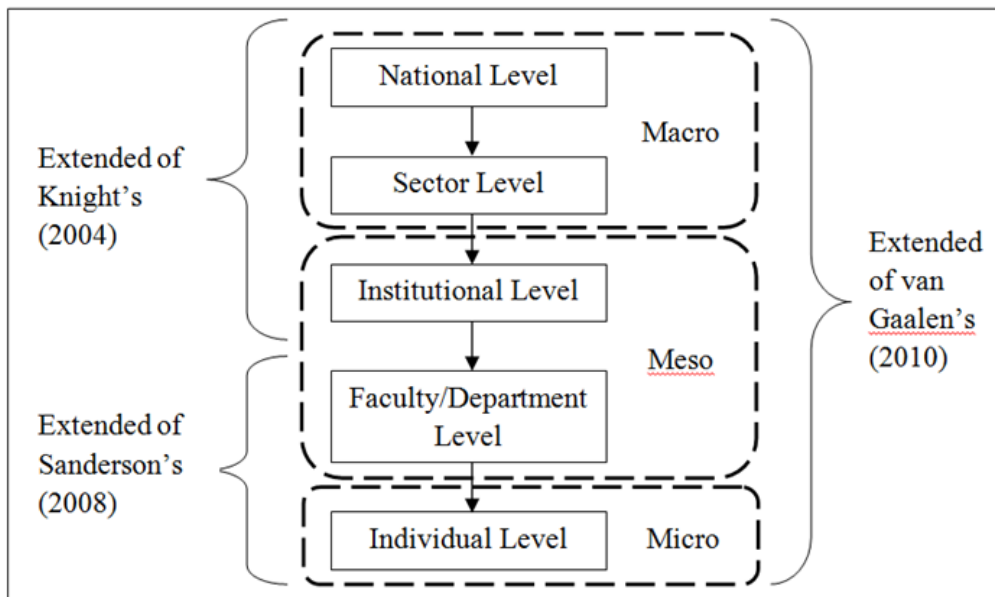 National Level
Macro
Sector Level
Extended of
Knight's
(2004)
Institutional Level
Meso
Faculty/Department
Level
Extended of
Sanderson's
(2008)
Individual Level
Micro
Extended
of van
Gaalen's
(2010)